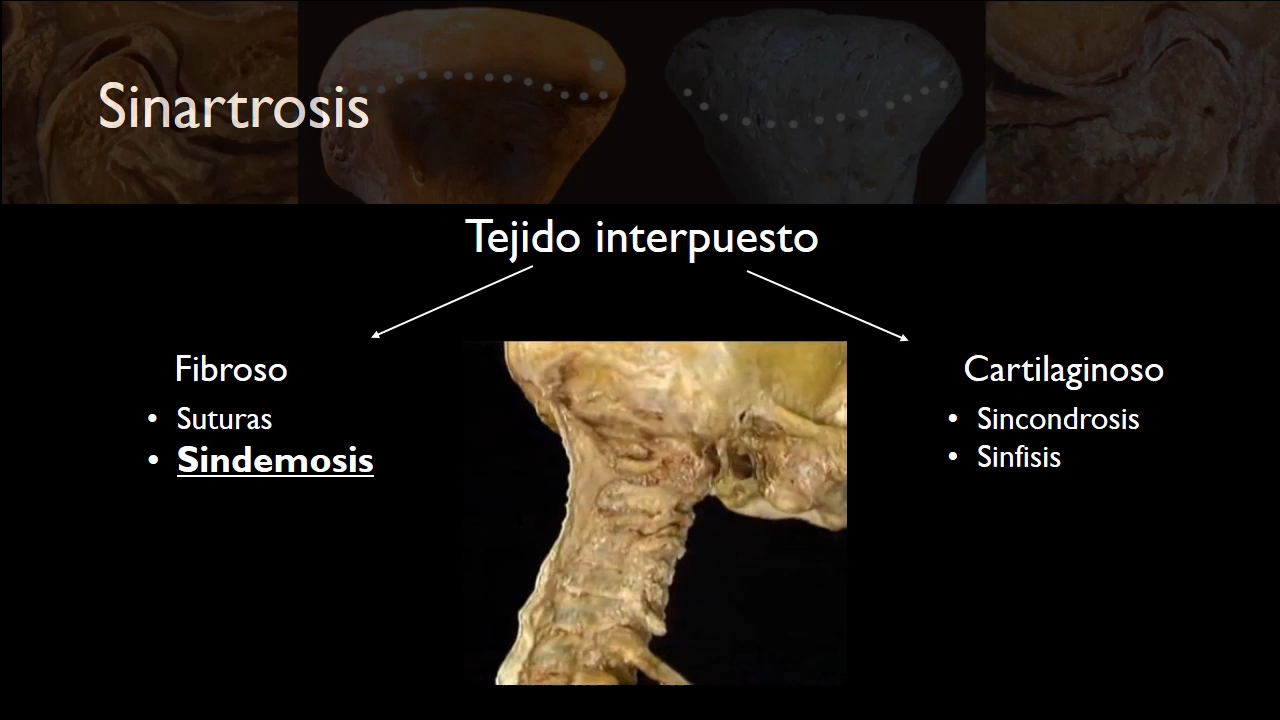 Sinartrosis
Tejido interpuesto
Fibroso
• Suturas
• Sindemosis
Cartilaginoso
• Sincondrosis
• Sinfisis